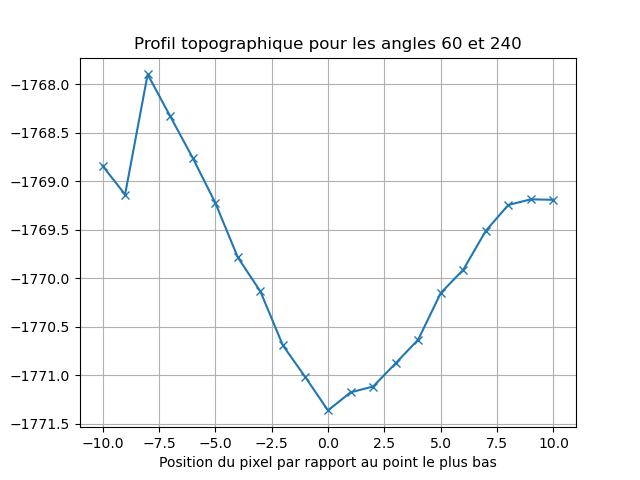 Profil topographique pour les angles 60 et 240
−1768.0
−1768.5
−1769.0
−1769.5
−1770.0
−1770.5
−1771.0
−1771.5
−10.0 −7.5 −5.0 −2.5 0.0 2.5 5.0 7.5 10.0
Position du pixel par rapport au point le plus bas